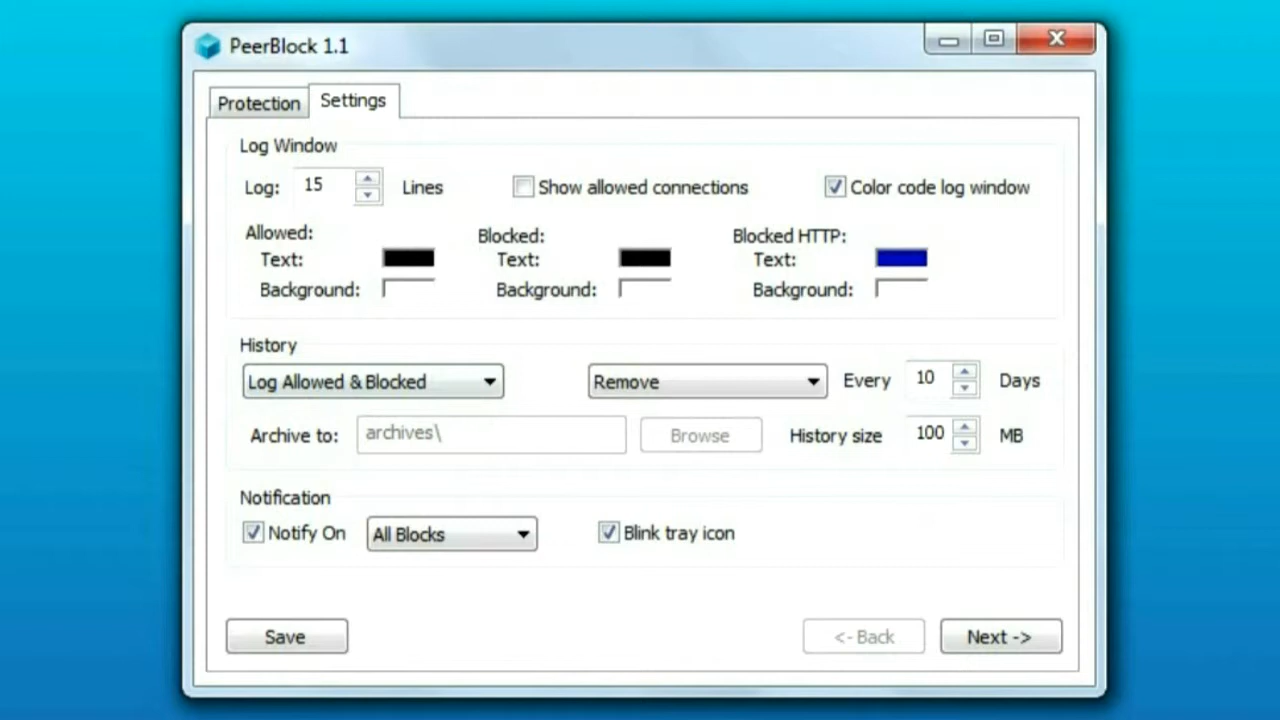 PeerBlock 1.1
Protection Settings
Log Window
Log: 15 Lines Show allowed connections Color code log window
Allowed: Blocked: Blocked HTTP:
Text: Text: Text:
Background: Background: Background:
History
Log Allowed & Blocked Remove Every 10 Days
Archive to: archives\ Browse History size 100 MB
Notification
Notify On All Blocks Blink tray icon
Save <- Back Next ->